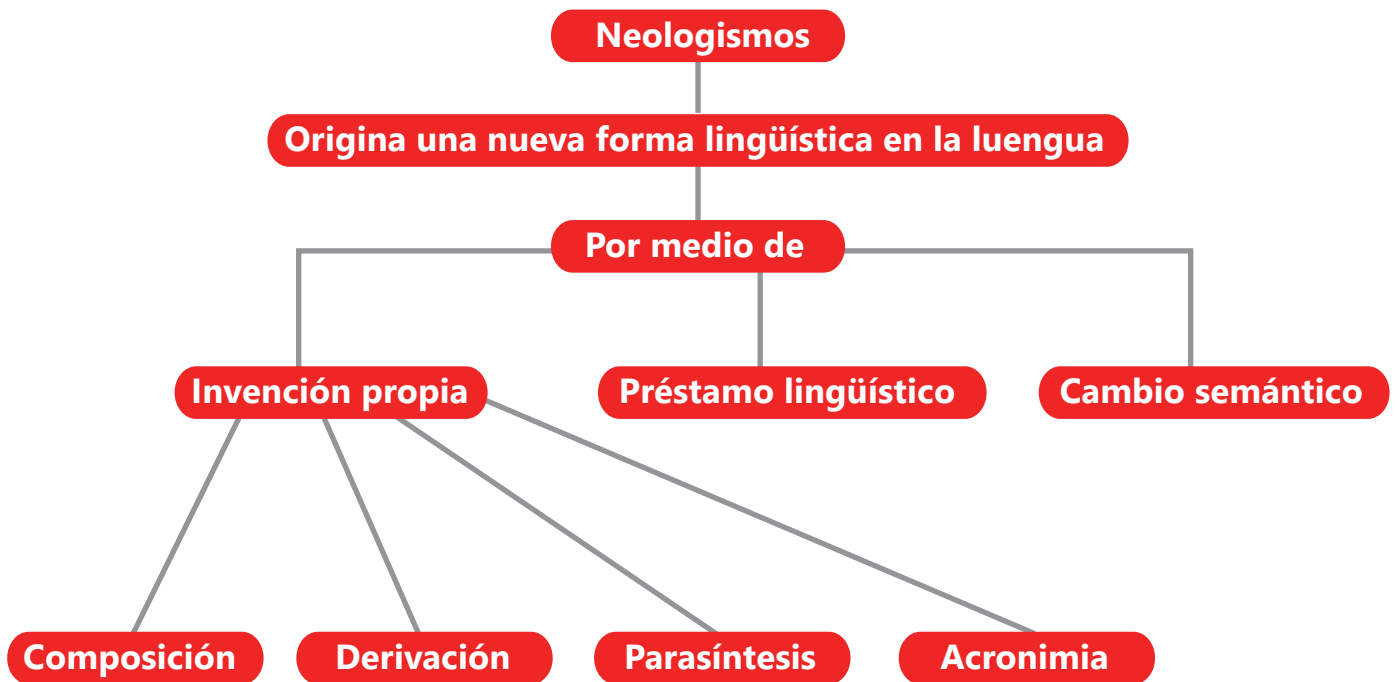 Neologismos
Origina una nueva forma lingüística en la luengua
Por medio de
Invención propia
Préstamo lingüístico
Cambio semántico
Composición
Derivación
Parasíntesis
Acronimia